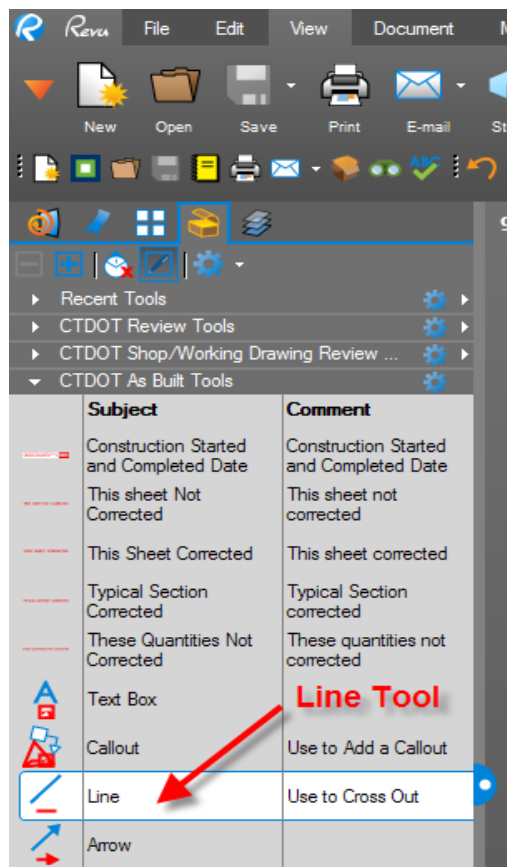 Revu File Edit View Document M
New Open Save Print E-mail St
ABC
Recent Tools
CTDOT Review Tools
CTDOT Shop/Working Drawing Review ...
CTDOT As Built Tools
Subject Comment
Construction Started Construction Started
and Completed Date and Completed Date
This sheet Not This sheet not
Corrected corrected
This Sheet Corrected This sheet corrected
Typical Section Typical Section
Corrected corrected
These Quantities Not These quantities not
Corrected corrected
Text Box Line Tool
Callout Use to Add a Callout
Line Use to Cross Out
Arrow